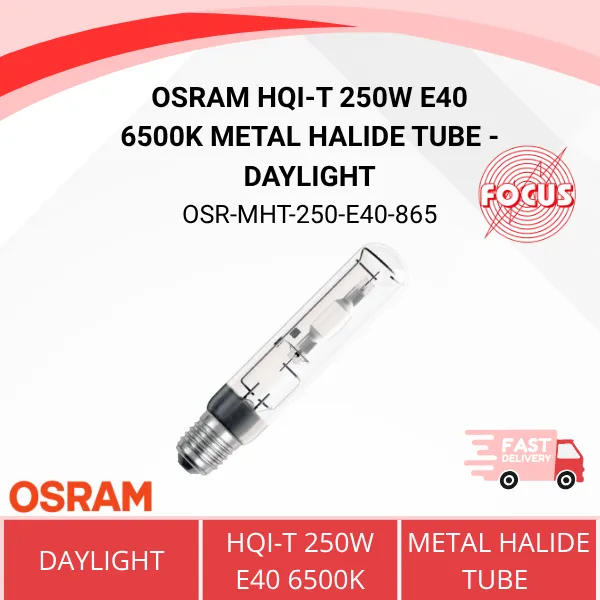 OSRAM HQI-T 250W E40
6500K METAL HALIDE TUBE -
DAYLIGHT
OSR-MHT-250-E40-865
FOCUS
FAST
DELIVERY
OSRAM
DAYLIGHT
HQI-T 250W
E40 6500K
METAL HALIDE
TUBE